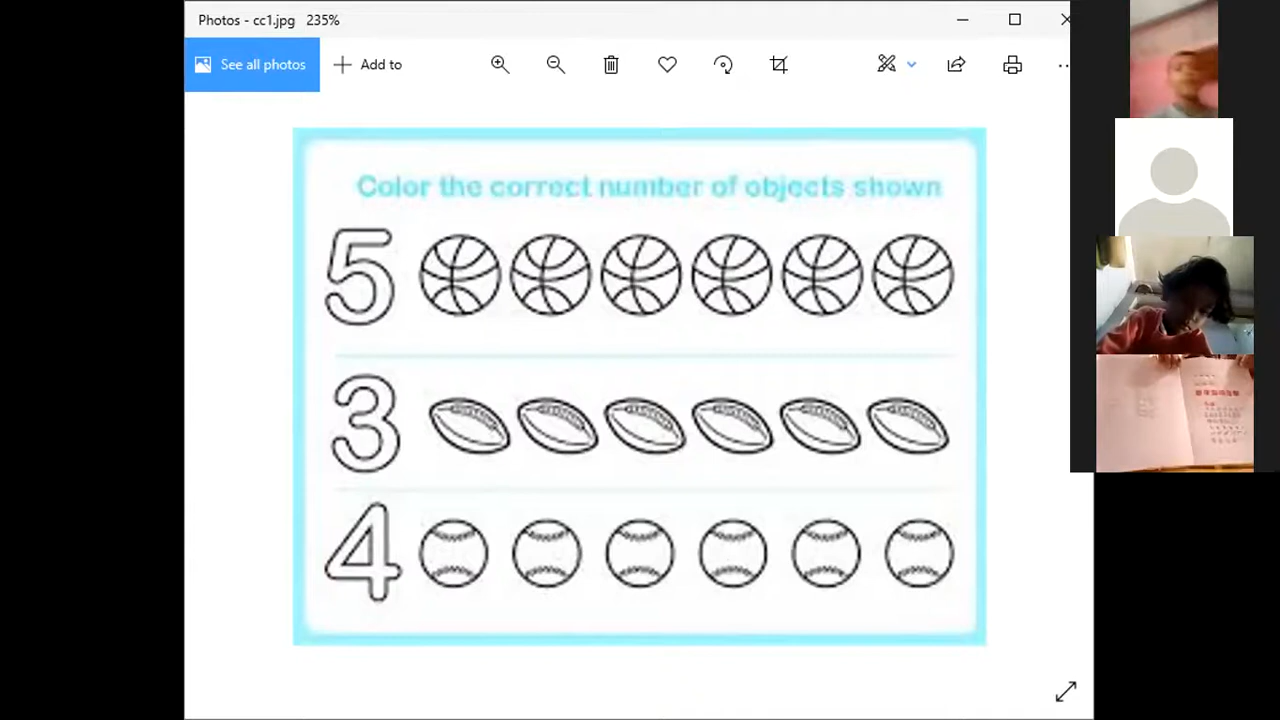 Photos - cc1.jpg 235%
See all photos
Add to
Color the correct number of objects shown
5
3
4